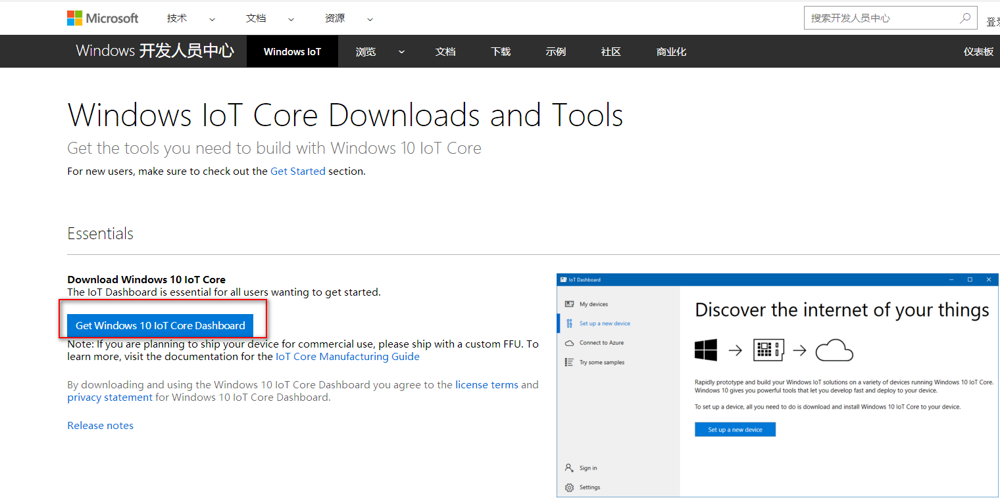 Microsoft 技术 文档 资源 搜索开发人员中心 登录
Windows 开发人员中心 Windows IoT 浏览 文档 下载 示例 社区 商业化 仪表板
Windows IoT Core Downloads and Tools
Get the tools you need to build with Windows 10 IoT Core
For new users, make sure to check out the Get Started section.
Essentials
Download Windows 10 IoT Core
The IoT Dashboard is essential for all users wanting to get started.
Get Windows 10 IoT Core Dashboard
Note: If you are planning to ship your device for commercial use, please ship with a custom FFU. To
learn more, visit the documentation for the IoT Core Manufacturing Guide
By downloading and using the Windows 10 IoT Core Dashboard you agree to the license terms and
privacy statement for Windows 10 IoT Core Dashboard.
Release notes
IoT Dashboard
My devices
Set up a new device
Connect to Azure
Try some samples
Sign in
Settings
Discover the internet of your things
Rapidly prototype and build your Windows IoT solutions on a variety of devices running Windows 10 IoT Core.
Windows 10 gives you powerful tools that let you develop fast and deploy to your device.
To set up a device, all you need to do is download and install Windows 10 IoT Core to your device.
Set up a new device